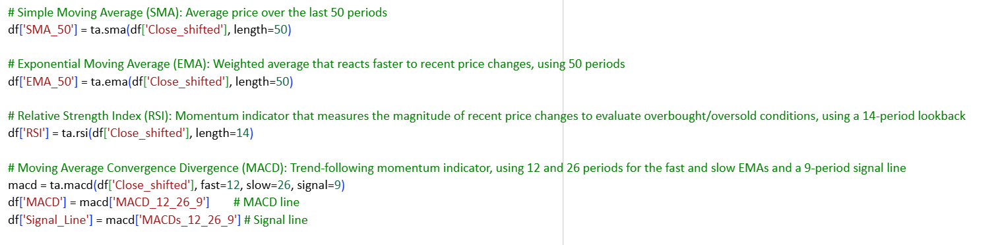 # Simple Moving Average (SMA): Average price over the last 50 periods
df['SMA_50'] = ta.sma(df['Close_shifted'], length=50)
# Exponential Moving Average (EMA): Weighted average that reacts faster to recent price changes, using 50 periods
df['EMA_50'] = ta.ema(df['Close_shifted'], length=50)
# Relative Strength Index (RSI): Momentum indicator that measures the magnitude of recent price changes to evaluate overbought/oversold conditions, using a 14-period lookback
df['RSI'] = ta.rsi(df['Close_shifted'], length=14)
# Moving Average Convergence Divergence (MACD): Trend-following momentum indicator, using 12 and 26 periods for the fast and slow EMAs and a 9-period signal line
macd = ta.macd(df['Close_shifted'], fast=12, slow=26, signal=9)
df['MACD'] = macd['MACD_12_26_9']       # MACD line
df['Signal_Line'] = macd['MACDs_12_26_9'] # Signal line